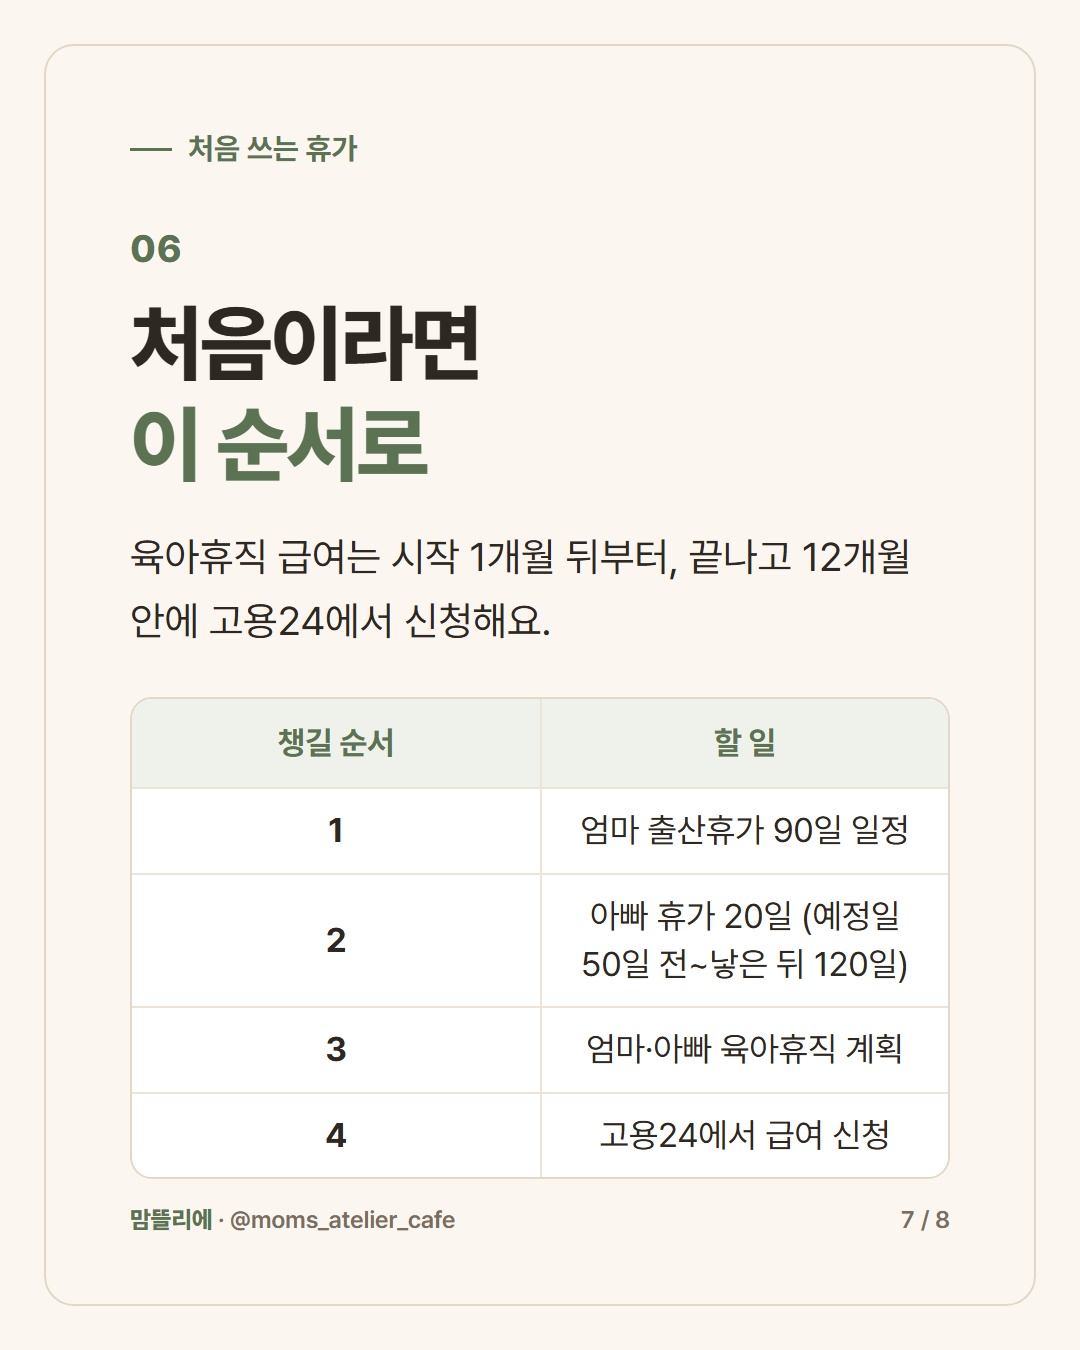 처음 쓰는 휴가
06
처음이라면
이 순서로
육아휴직 급여는 시작 1개월 뒤부터, 끝나고 12개월
안에 고용24에서 신청해요.
챙길 순서 할 일
1 엄마 출산휴가 90일 일정
2 아빠 휴가 20일 (예정일
50일 전~낳은 뒤 120일)
3 엄마·아빠 육아휴직 계획
4 고용24에서 급여 신청
맘뜰리에 · @moms_atelier_cafe 7 / 8